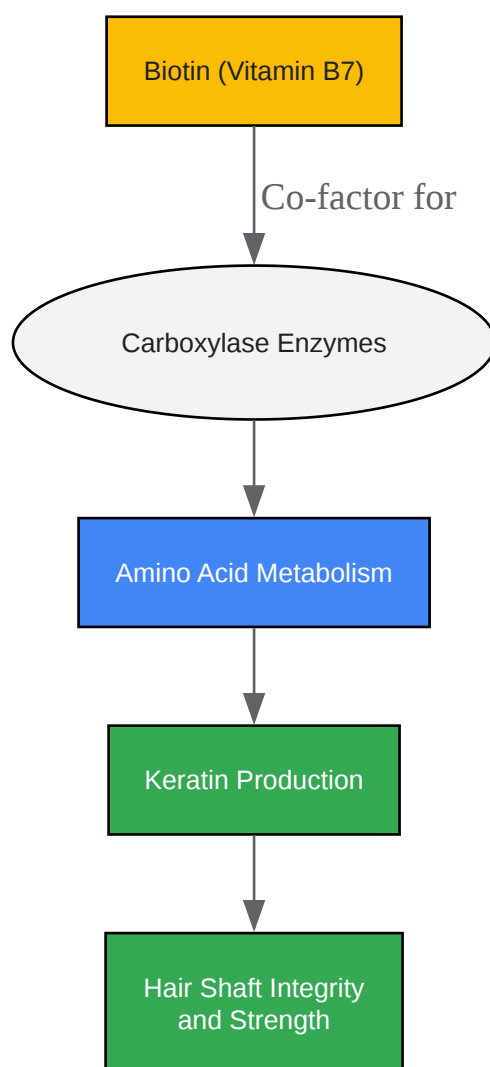 Biotin (Vitamin B7)
Co-factor for
Carboxylase Enzymes
Amino Acid Metabolism
Keratin Production
Hair Shaft Integrity
and Strength